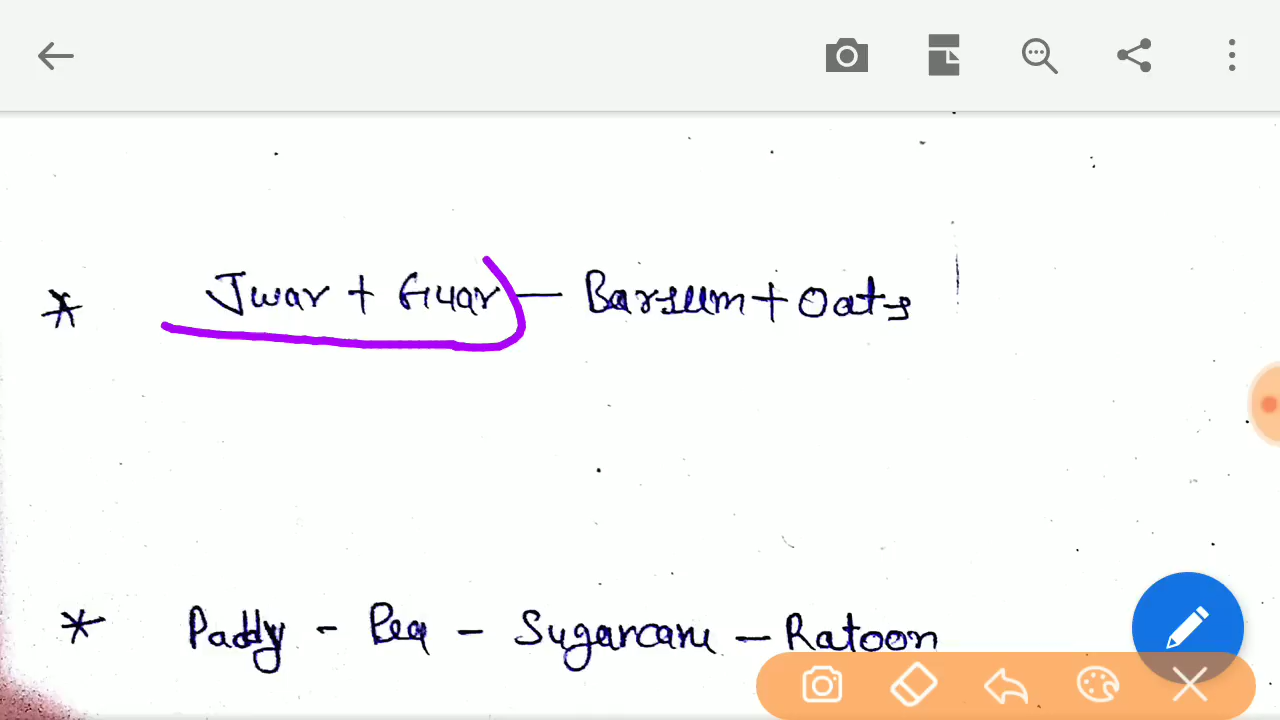 * Jwar + Guar — Barseem + Oats
* Paddy - Pea - Sugarcane - Ratoon